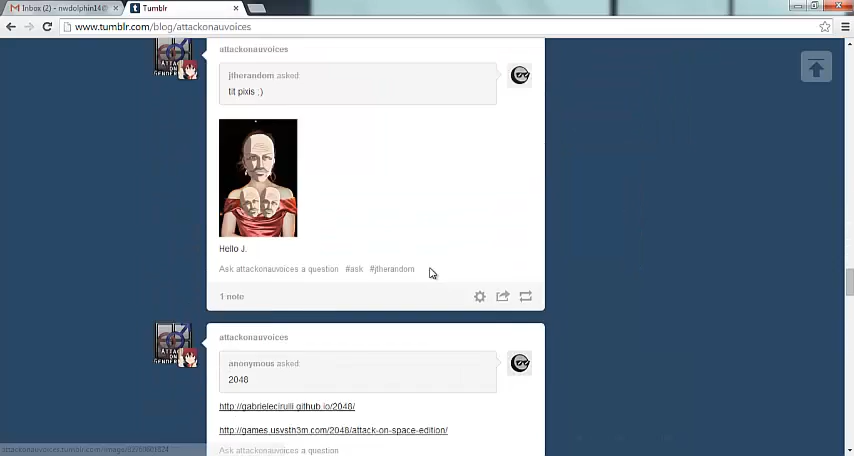 Inbox (2) - nwdolphin14@
Tumblr
www.tumblr.com/blog/attackonauvoices
attackonauvoices
jtherandom asked:
tit pixis ;)
Hello J.
Ask attackonauvoices a question #ask #jtherandom
1 note
attackonauvoices
anonymous asked:
2048
http://gabrielecirulli.github.io/2048/
http://games.usvsth3m.com/2048/attack-on-space-edition/
Ask attackonauvoices a question